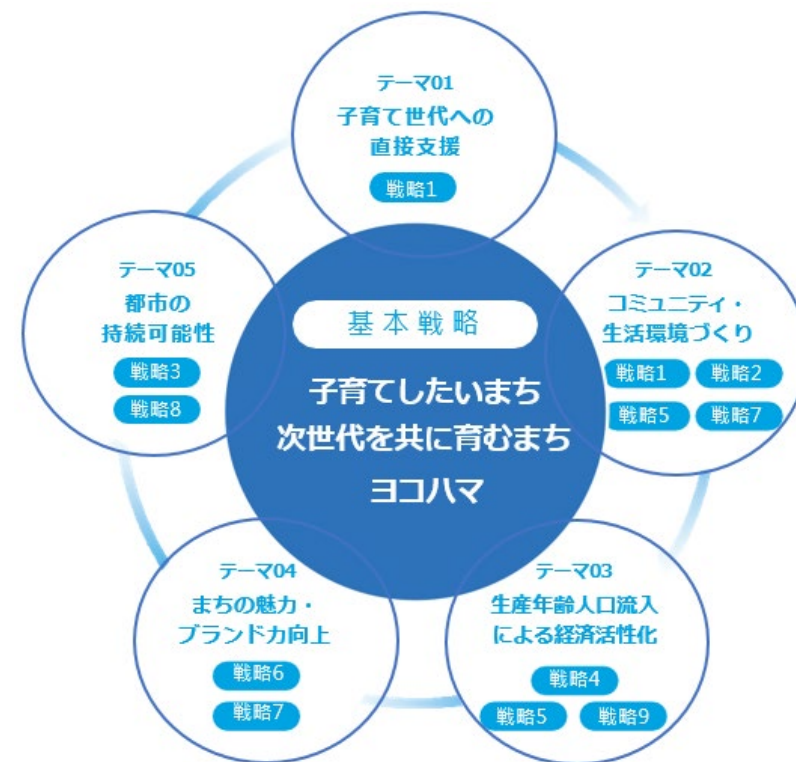 テーマ01
子育て世代への
直接支援
戦略1
テーマ02
コミュニティ・
生活環境づくり
戦略1 戦略2
戦略5 戦略7
テーマ03
生産年齢人口流入
による経済活性化
戦略4
戦略5 戦略9
テーマ04
まちの魅力・
ブランド力向上
戦略6
戦略7
テーマ05
都市の
持続可能性
戦略3
戦略8
基本戦略
子育てしたいまち
次世代を共に育むまち
ヨコハマ